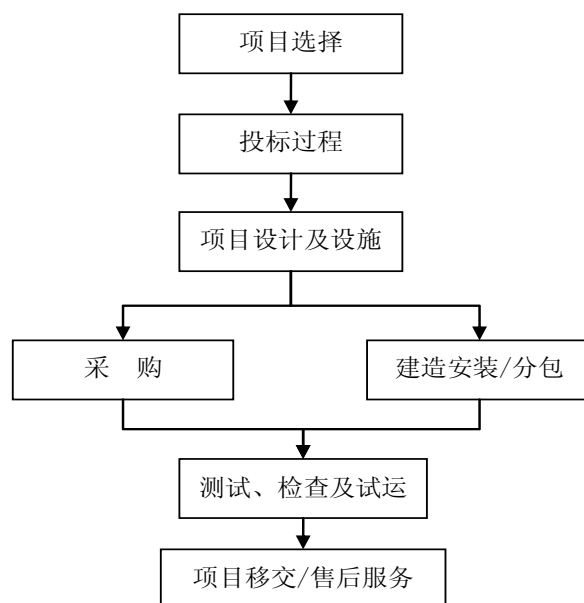 项目选择
投标过程
项目设计及设施
采 购
建造安装/分包
测试、检查及试运
项目移交/售后服务